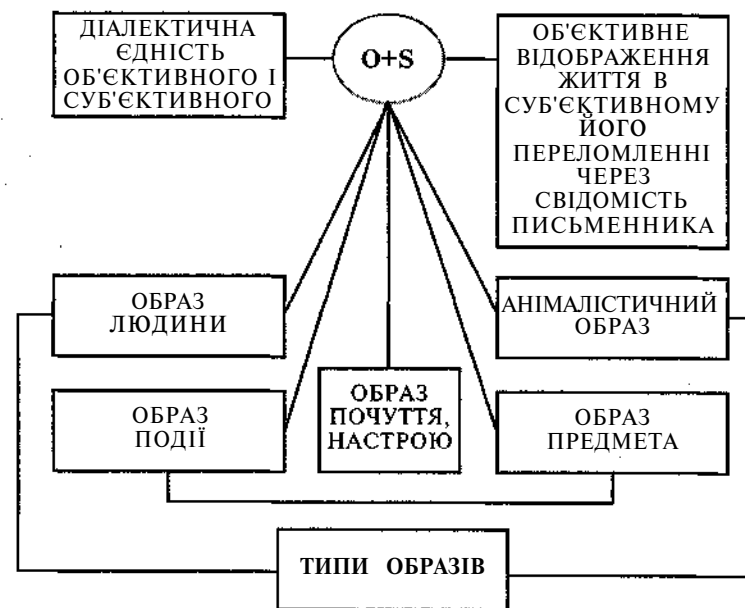 ДІАЛЕКТИЧНА
ЄДНІСТЬ
ОБ'ЄКТИВНОГО І
СУБ'ЄКТИВНОГО
O+S
ОБ'ЄКТИВНЕ
ВІДОБРАЖЕННЯ
ЖИТТЯ В
СУБ'ЄКТИВНОМУ
ЙОГО
ПЕРЕЛОМЛЕННІ
ЧЕРЕЗ
СВІДОМІСТЬ
ПИСЬМЕННИКА
ОБРАЗ
ЛЮДИНИ
АНІМАЛІСТИЧНИЙ
ОБРАЗ
ОБРАЗ
ПОДІЇ
ОБРАЗ
ПОЧУТТЯ,
НАСТРОЮ
ОБРАЗ
ПРЕДМЕТА
ТИПИ ОБРАЗІВ